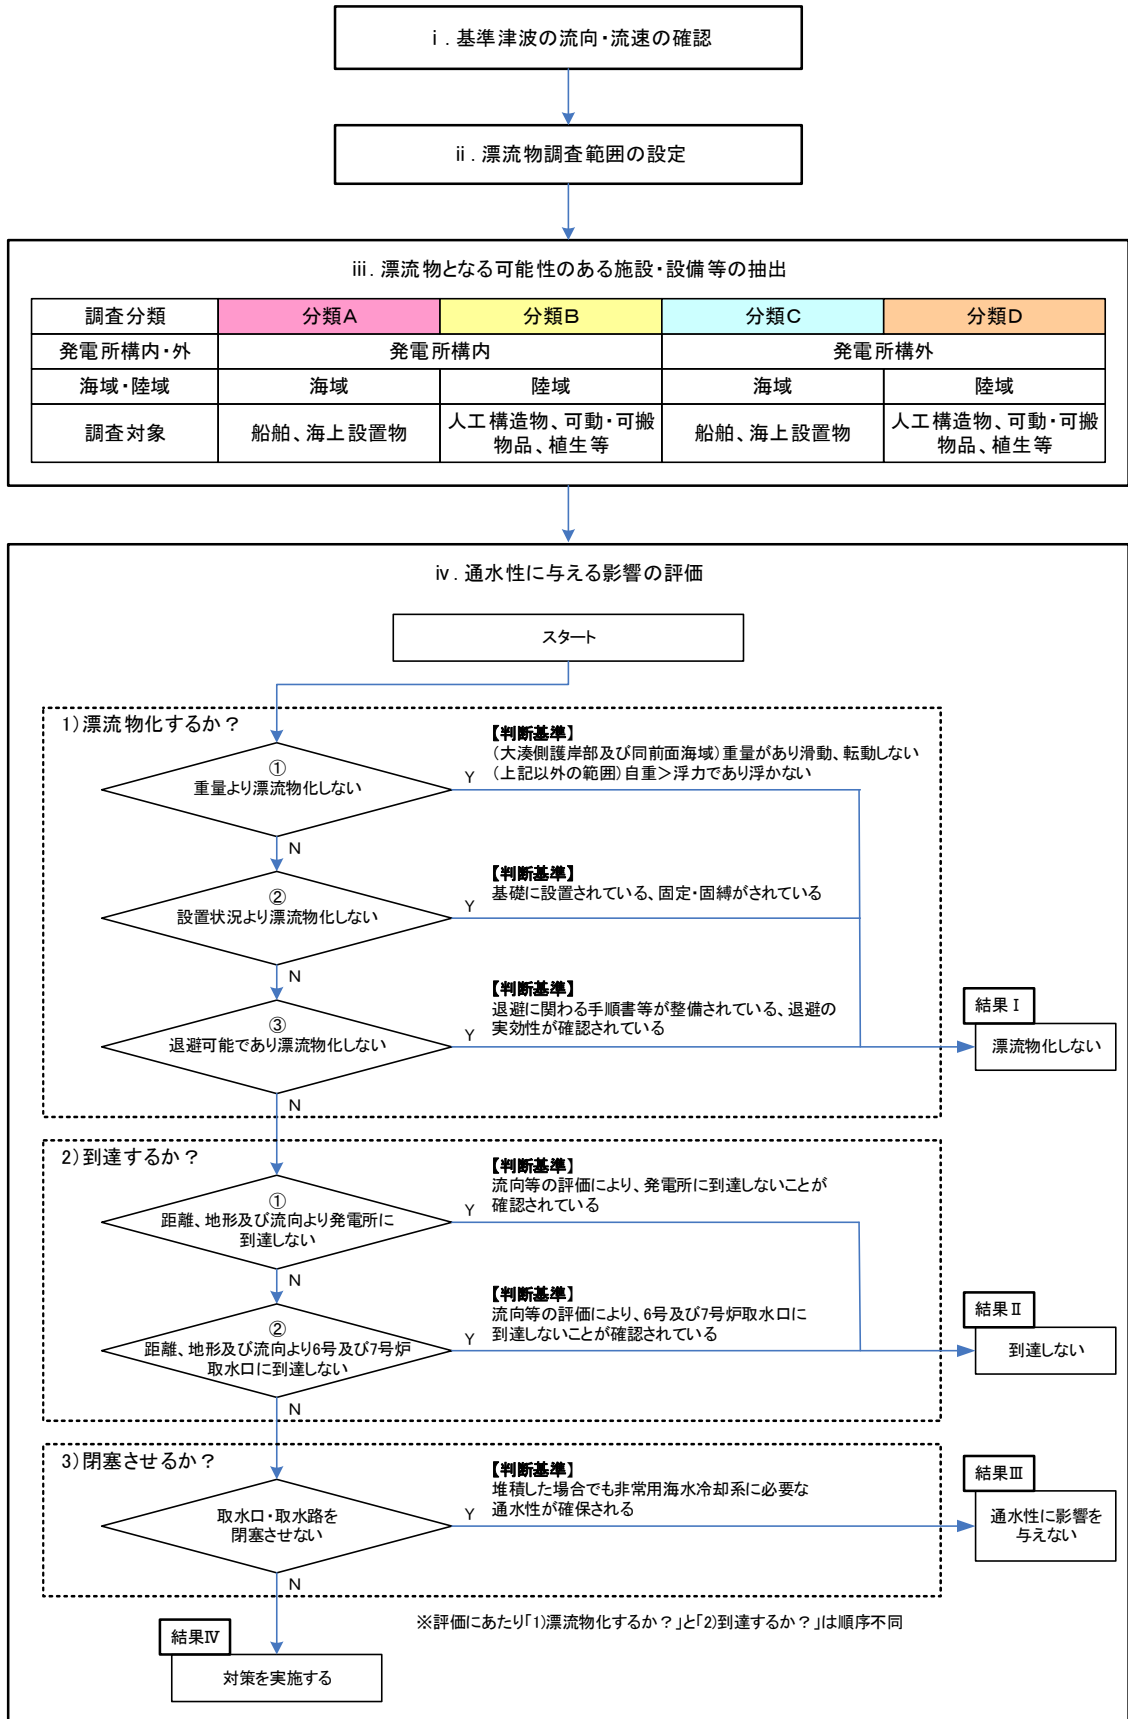 ⅰ．基準津波の流向・流速の確認
ⅱ．漂流物調査範囲の設定
ⅲ．漂流物となる可能性のある施設・設備等の抽出
調査分類 分類A 分類B 分類C 分類D
発電所構内・外 発電所構内 発電所構外
海域・陸域 海域 陸域 海域 陸域
調査対象 船舶、海上設置物 人工構造物、可動・可搬 船舶、海上設置物 人工構造物、可動・可搬
物品、植生等 物品、植生等
ⅳ．通水性に与える影響の評価
スタート
1)漂流物化するか？
【判断基準】
(大湊側護岸部及び同前面海域)重量があり滑動、転動しない
(上記以外の範囲)自重＞浮力であり浮かない
①
重量より漂流物化しない
Y
N
【判断基準】
基礎に設置されている、固定・固縛がされている
②
設置状況より漂流物化しない
Y
N
【判断基準】
退避に関わる手順書等が整備されている、退避の
実効性が確認されている
③
退避可能であり漂流物化しない
Y
N
結果Ⅰ
漂流物化しない
2)到達するか？
【判断基準】
流向等の評価により、発電所に到達しないことが
確認されている
①
距離、地形及び流向より発電所に
到達しない
Y
N
【判断基準】
流向等の評価により、6号及び7号炉取水口に
到達しないことが確認されている
②
距離、地形及び流向より6号及び7号炉
取水口に到達しない
Y
N
結果Ⅱ
到達しない
3)閉塞させるか？
【判断基準】
堆積した場合でも非常用海水冷却系に必要な
通水性が確保される
取水口・取水路を
閉塞させない
Y
N
結果Ⅲ
通水性に影響を
与えない
※評価にあたり「1)漂流物化するか？」と「2)到達するか？」は順序不同
結果Ⅳ
対策を実施する